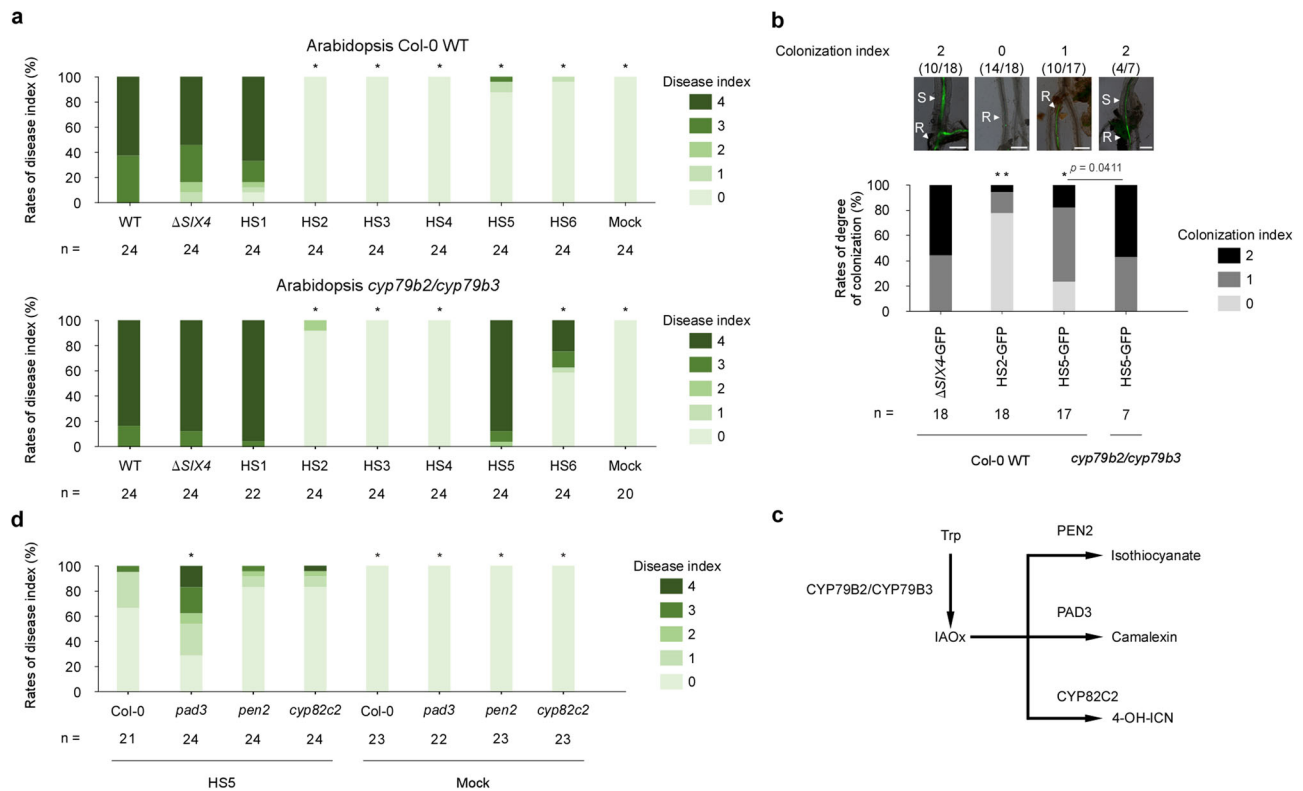 a
Arabidopsis Col-0 WT
Rates of disease index (%)
100
80
60
40
20
0
* * * * * *
Disease index
4
3
2
1
0
WT ΔSIX4 HS1 HS2 HS3 HS4 HS5 HS6 Mock
n = 24 24 24 24 24 24 24 24 24
Arabidopsis cyp79b2/cyp79b3
Rates of disease index (%)
100
80
60
40
20
0
* * * * *
Disease index
4
3
2
1
0
WT ΔSIX4 HS1 HS2 HS3 HS4 HS5 HS6 Mock
n = 24 24 22 24 24 24 24 24 20
b
Colonization index 2 0 1 2
(10/18) (14/18) (10/17) (4/7)
S R
R
R
S R
p = 0.0411
** *
Rates of degree
of colonization (%)
100
80
60
40
20
0
Colonization index
2
1
0
ΔSIX4-GFP HS2-GFP HS5-GFP HS5-GFP
n = 18 18 17 7
Col-0 WT cyp79b2/cyp79b3
c
Trp
CYP79B2/CYP79B3
IAOx
PEN2
Isothiocyanate
PAD3
Camalexin
CYP82C2
4-OH-ICN
d
Rates of disease index (%)
100
80
60
40
20
0
* * * * *
Disease index
4
3
2
1
0
Col-0 pad3 pen2 cyp82c2 Col-0 pad3 pen2 cyp82c2
n = 21 24 24 24 23 22 23 23
HS5 Mock